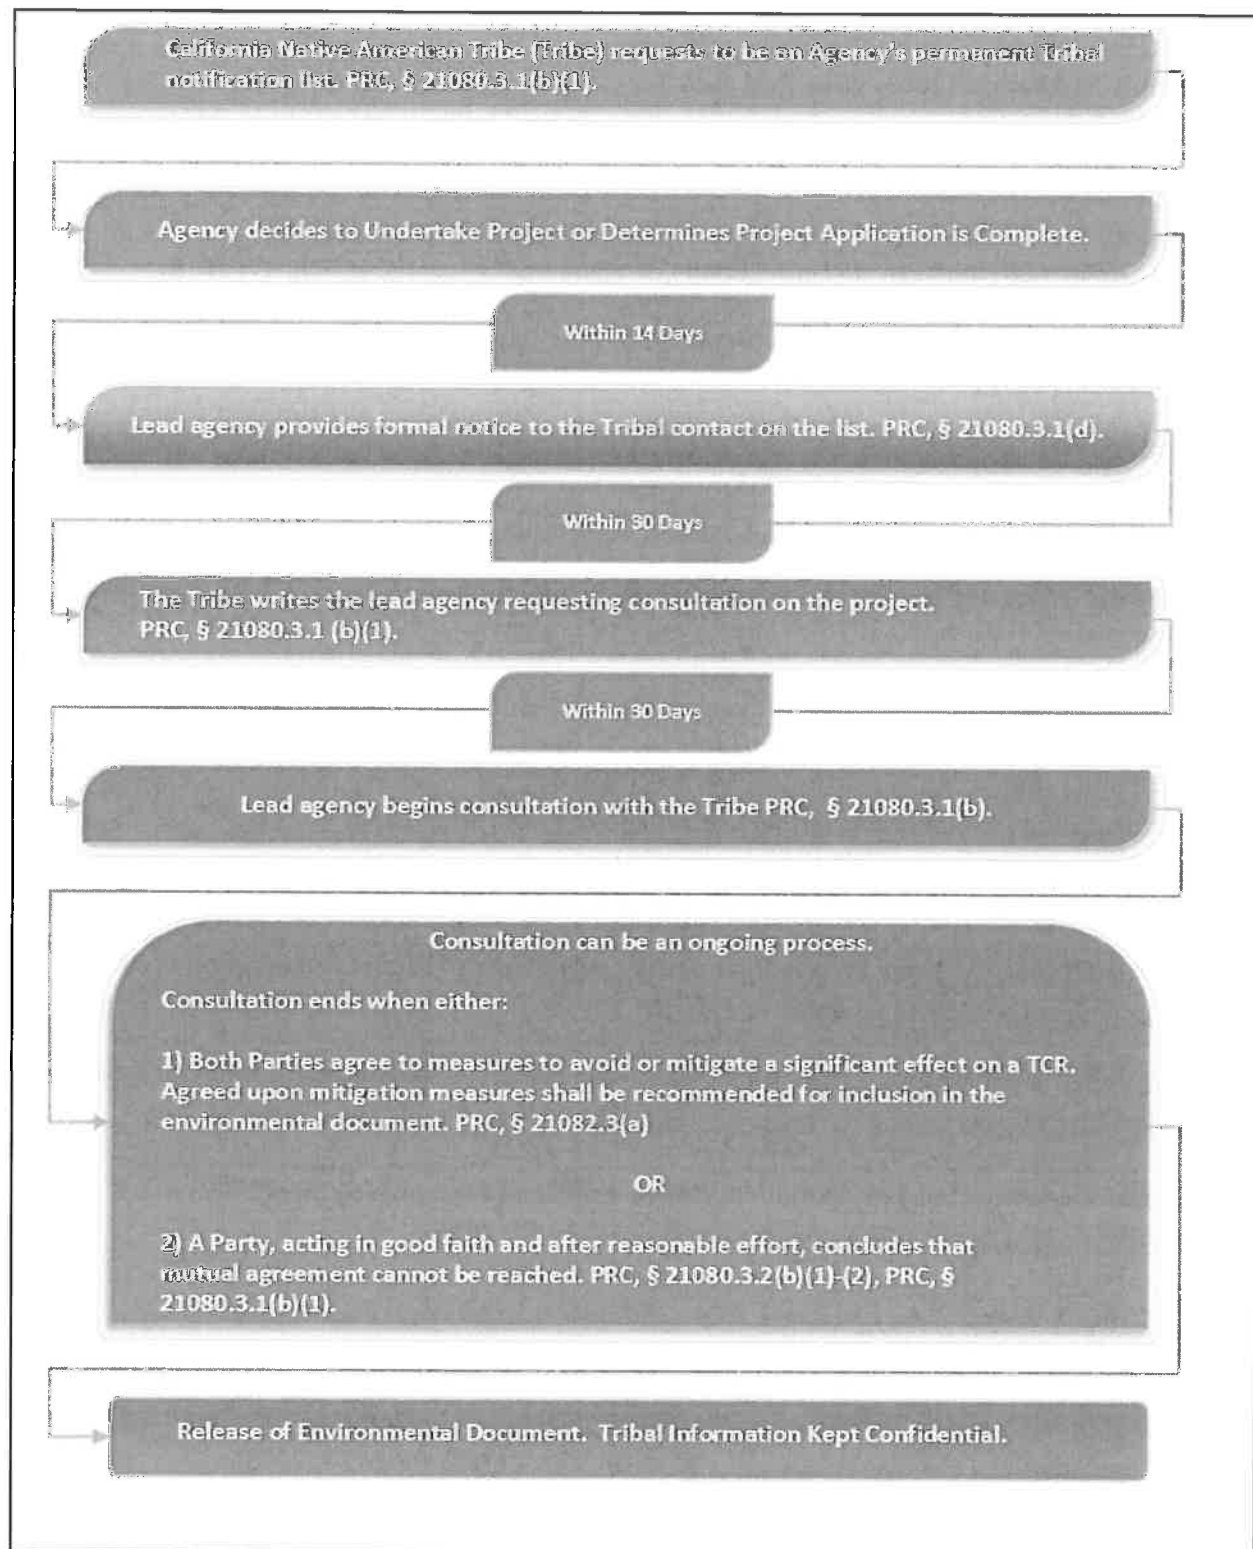 California Native American Tribe (Tribe) requests to be on Agency's permanent Tribal
notification list. PRC, § 21080.3.1(b)(1).
Agency decides to Undertake Project or Determines Project Application is Complete.
Within 14 Days
Lead agency provides formal notice to the Tribal contact on the list. PRC, § 21080.3.1(d).
Within 30 Days
The Tribe writes the lead agency requesting consultation on the project.
PRC, § 21080.3.1 (b)(1).
Within 30 Days
Lead agency begins consultation with the Tribe PRC, § 21080.3.1(b).
Consultation can be an ongoing process.
Consultation ends when either:
1) Both Parties agree to measures to avoid or mitigate a significant effect on a TCR.
Agreed upon mitigation measures shall be recommended for inclusion in the
environmental document. PRC, § 21082.3(a)
OR
2) A Party, acting in good faith and after reasonable effort, concludes that
mutual agreement cannot be reached. PRC, § 21080.3.2(b)(1)-(2), PRC, §
21080.3.1(b)(1).
Release of Environmental Document. Tribal Information Kept Confidential.